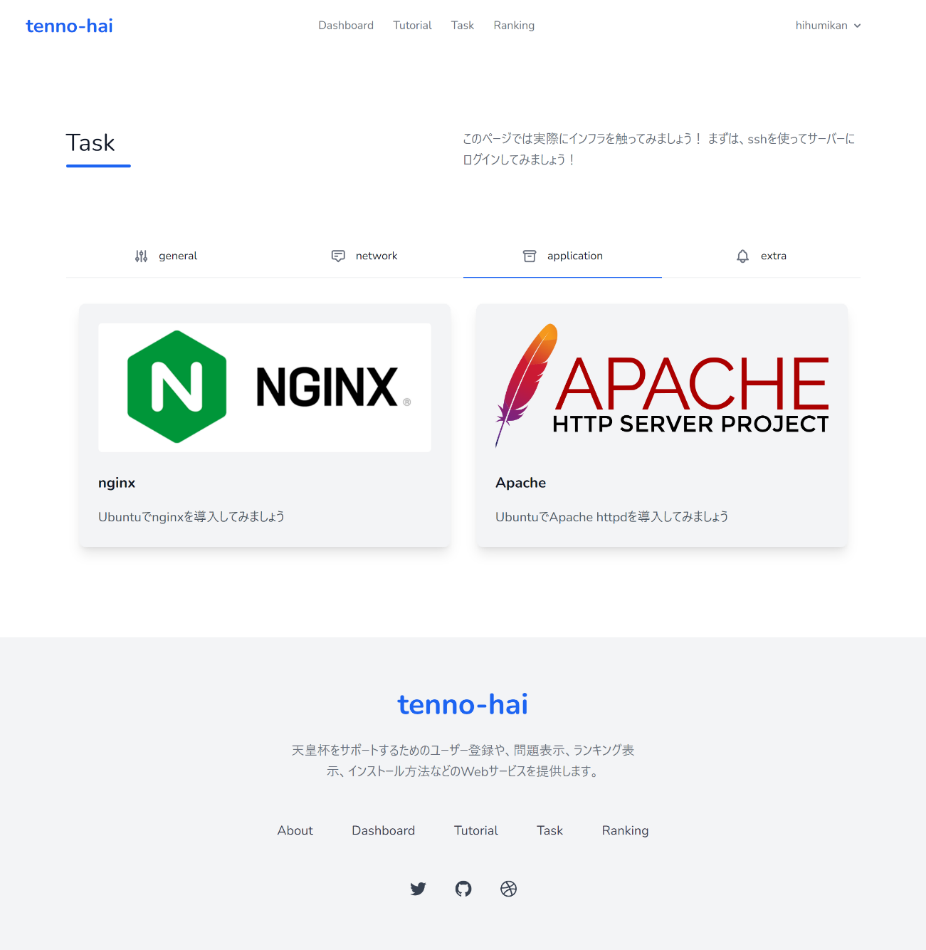 tenno-hai
Dashboard Tutorial Task Ranking
hihumikan
Task
このページでは実際にインフラを触ってみましょう！ まずは、sshを使ってサーバーに
ログインしてみましょう！
general
network
application
extra
NGINX ®
nginx
Ubuntuでnginxを導入してみましょう
APACHE
HTTP SERVER PROJECT
Apache
UbuntuでApache httpdを導入してみましょう
tenno-hai
天皇杯をサポートするためのユーザー登録や、問題表示、ランキング表
示、インストール方法などのWebサービスを提供します。
About Dashboard Tutorial Task Ranking